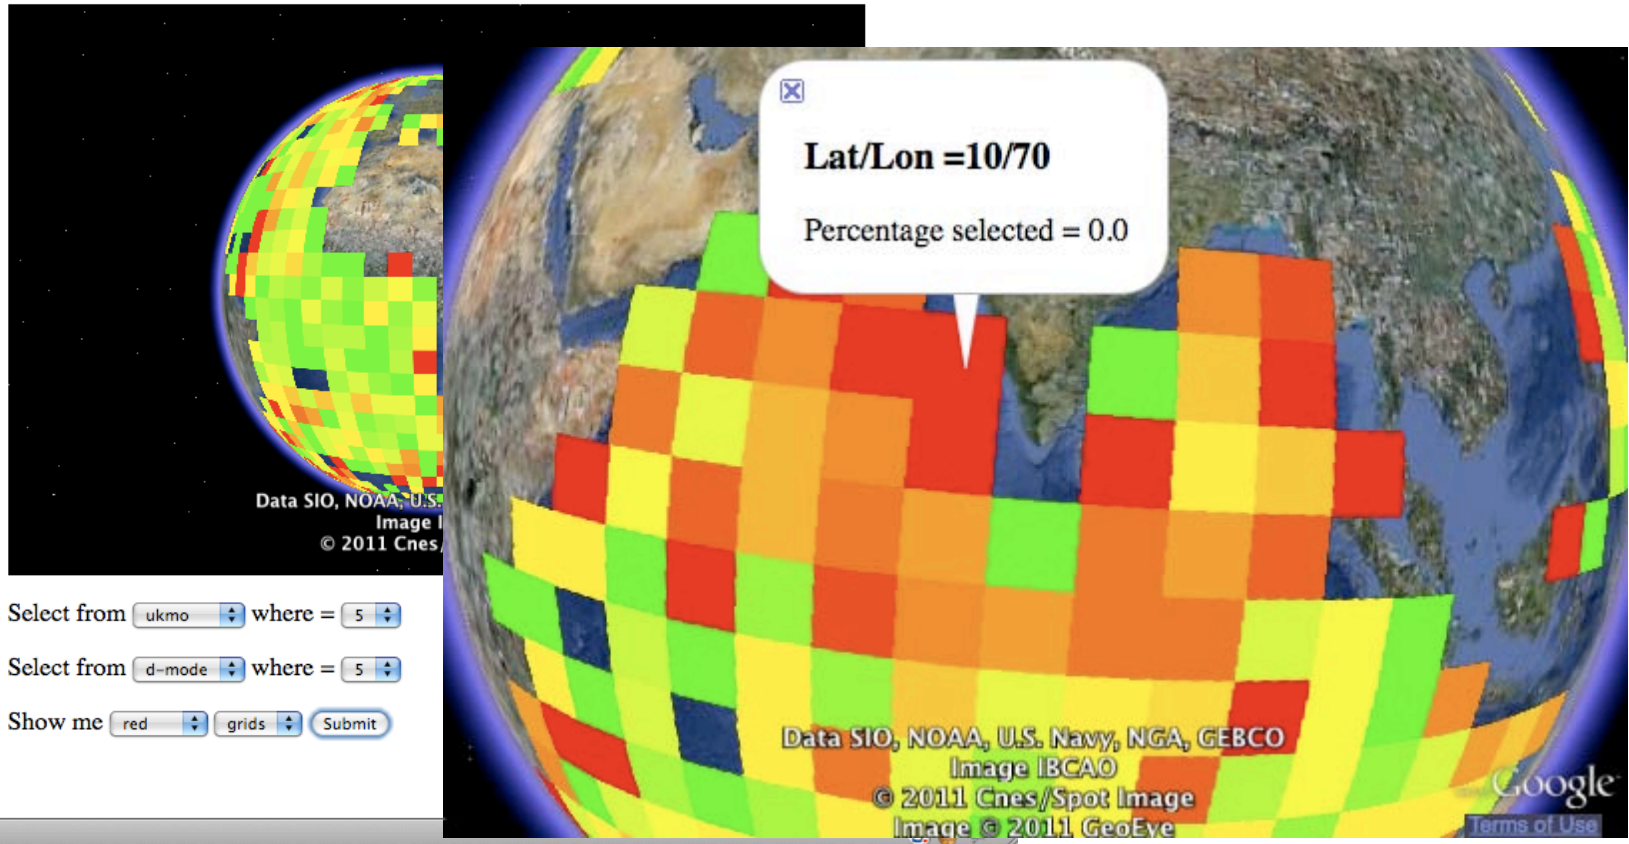 Lat/Lon =10/70
Percentage selected = 0.0
Data SIO, NOAA, U.S.
Image I
© 2011 Cnes/
Select from ukmo where = 5
Select from d-mode where = 5
Show me red grids Submit
Data SIO, NOAA, U.S. Navy, NGA, GEBCO
Image IBCAO
© 2011 Cnes/Spot Image
Image © 2011 GeoEye
Google
Terms of Use